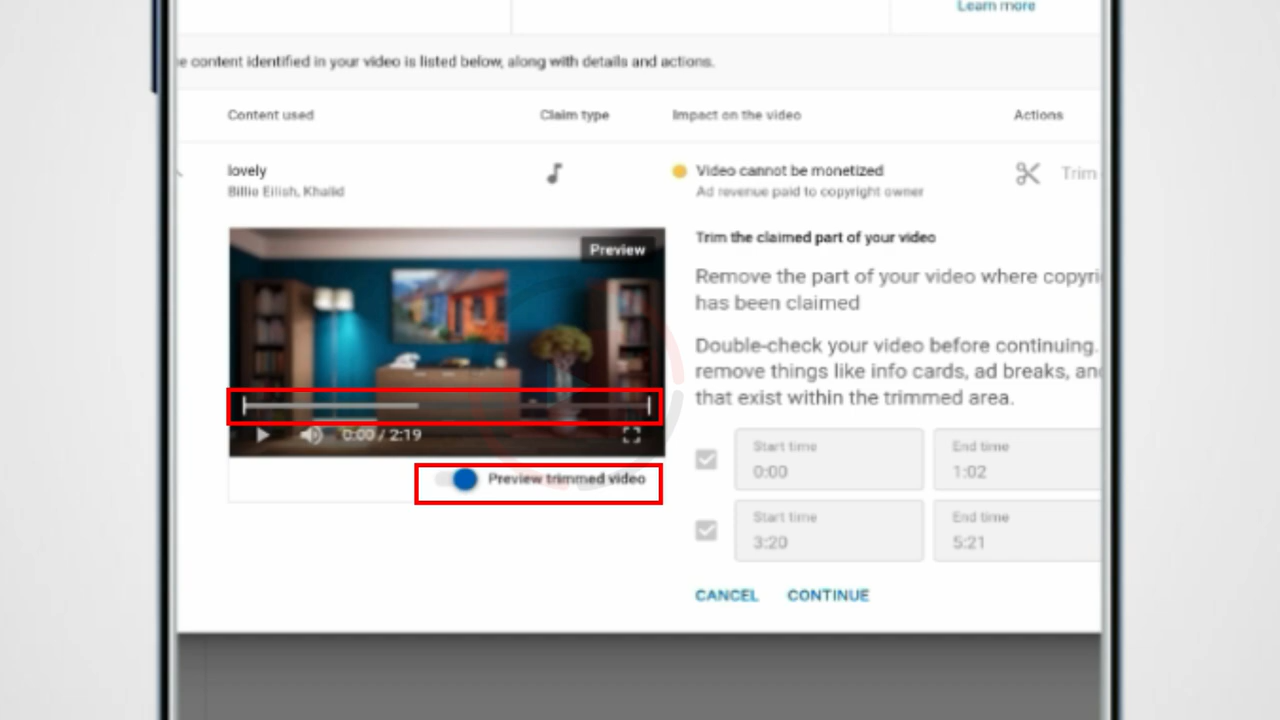 Learn more
e content identified in your video is listed below, along with details and actions.
Content used
Claim type
Impact on the video
Actions
lovely
Billie Eilish, Khalid
Video cannot be monetized
Ad revenue paid to copyright owner
Trim
Preview
0:00 / 2:19
Preview trimmed video
Trim the claimed part of your video
Remove the part of your video where copyri
has been claimed
Double-check your video before continuing.
remove things like info cards, ad breaks, an
that exist within the trimmed area.
Start time
0:00
End time
1:02
Start time
3:20
End time
5:21
CANCEL
CONTINUE